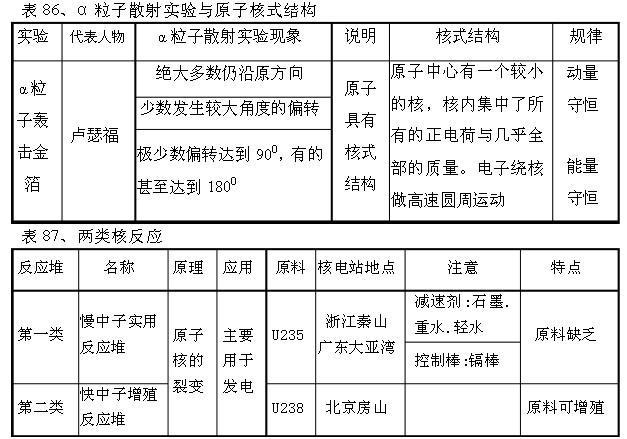 表 86、α 粒子散射实验与原子核式结构
实验 代表人物 α粒子散射实验现象 说明 核式结构 规律
α粒
子轰
击金
箔
卢瑟福
绝大多数仍沿原方向
少数发生较大角度的偏转
极少数偏转达到 90⁰, 有的
甚至达到 180⁰
原子
具有
核式
结构
原子中心有一个较小
的核，核内集中了所
有的正电荷与几乎全
部的质量。电子绕核
做高速圆周运动
动量
守恒
能量
守恒
表 87、两类核反应
反应堆 名称 原理 应用 原料 核电站地点 注意 特点
第一类
慢中子实用
反应堆
原子
核的
裂变
主要
用于
发电
U235
浙江秦山
广东大亚湾
减速剂:石墨.
重水.轻水
控制棒:镉棒
原料缺乏
第二类
快中子增殖
反应堆
U238
北京房山
原料可增殖